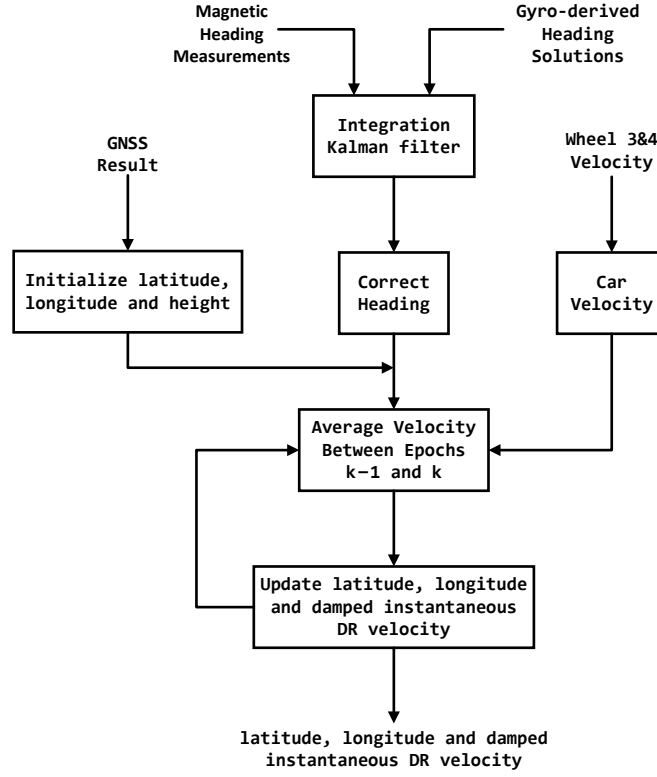 Magnetic
Heading
Measurements
Gyro-derived
Heading
Solutions
Integration
Kalman filter
GNSS
Result
Wheel 3&4
Velocity
Initialize latitude,
longitude and height
Correct
Heading
Car
Velocity
Average Velocity
Between Epochs
k−1 and k
Update latitude, longitude
and damped instantaneous
DR velocity
latitude, longitude and damped
instantaneous DR velocity